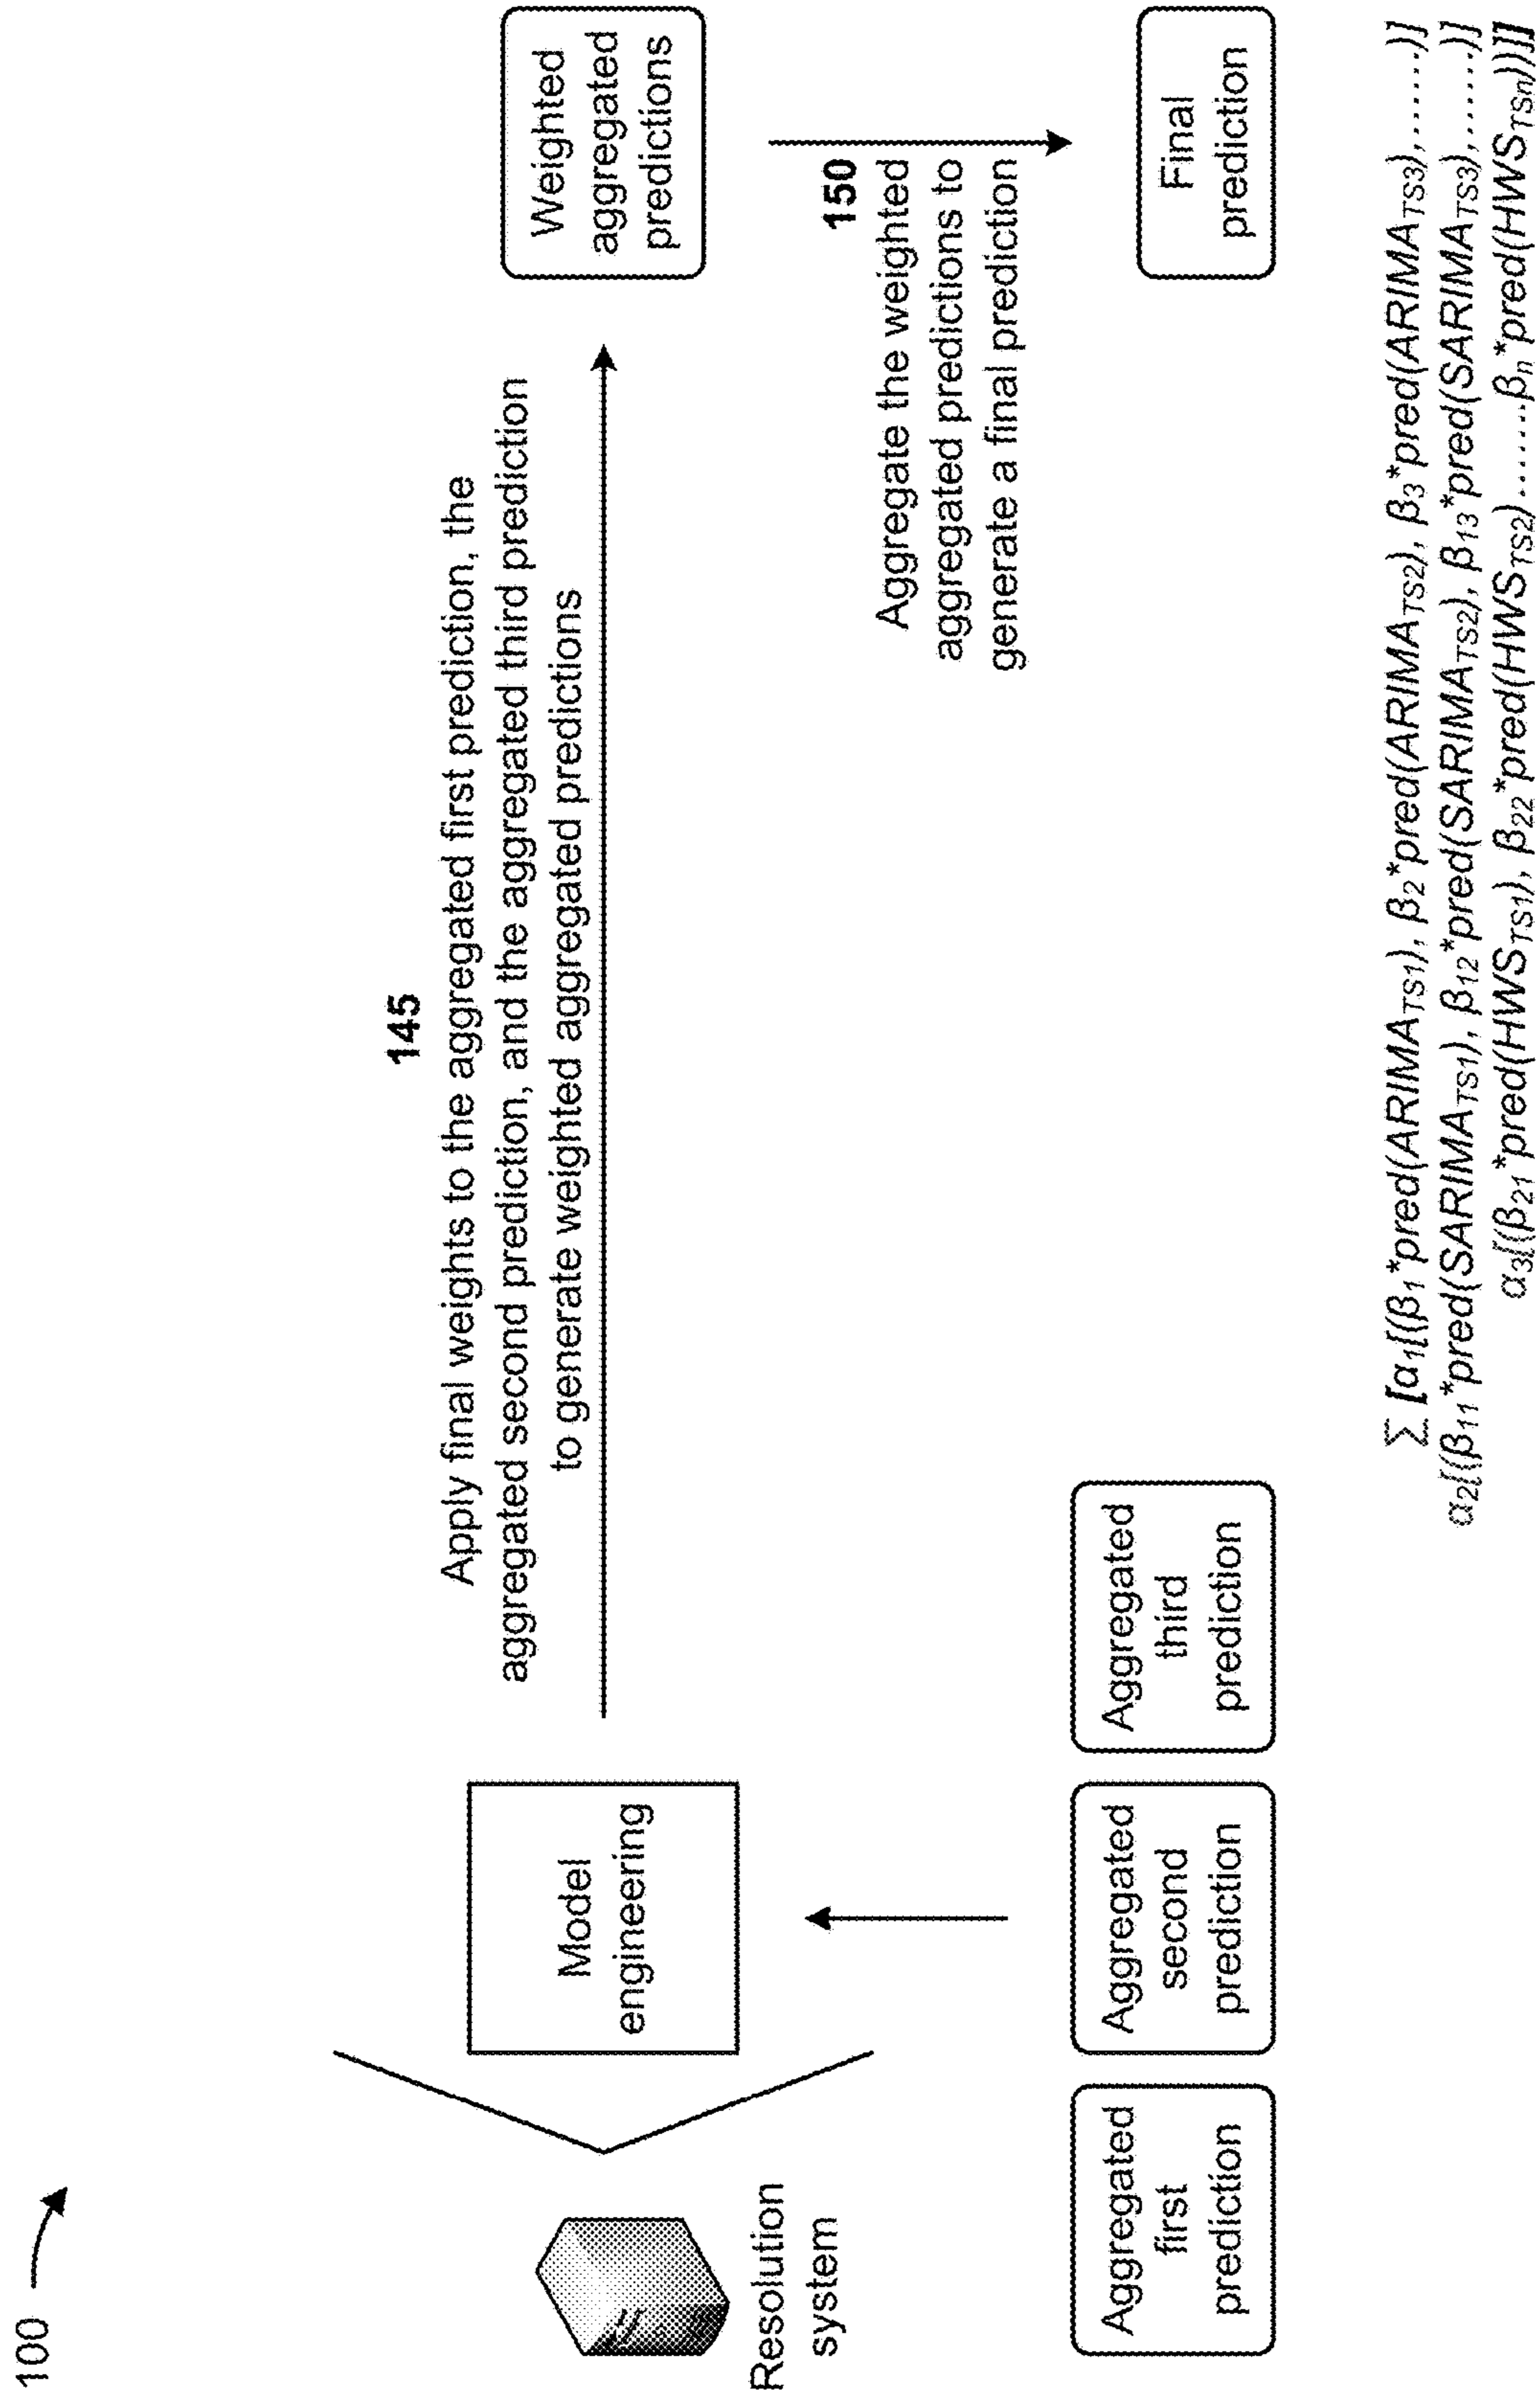 100
145
Apply final weights to the aggregated first prediction, the
aggregated second prediction, and the aggregated third prediction
to generate weighted aggregated predictions
Resolution
system
Model
engineering
Weighted
aggregated
predictions
150
Aggregate the weighted
aggregated predictions to
generate a final prediction
Aggregated
first
prediction
Aggregated
second
prediction
Aggregated
third
prediction
Final
prediction
∑ [α1[(β1*pred(ARIMATS1), β2*pred(ARIMATS2), β3*pred(ARIMATS3),......)]
α2[(β11*pred(SARIMATS1), β12*pred(SARIMATS2), β13*pred(SARIMATS3),......)]
α3[(β21*pred(HWSTS1), β22*pred(HWSTS2)......βn*pred(HWSTSn))]]